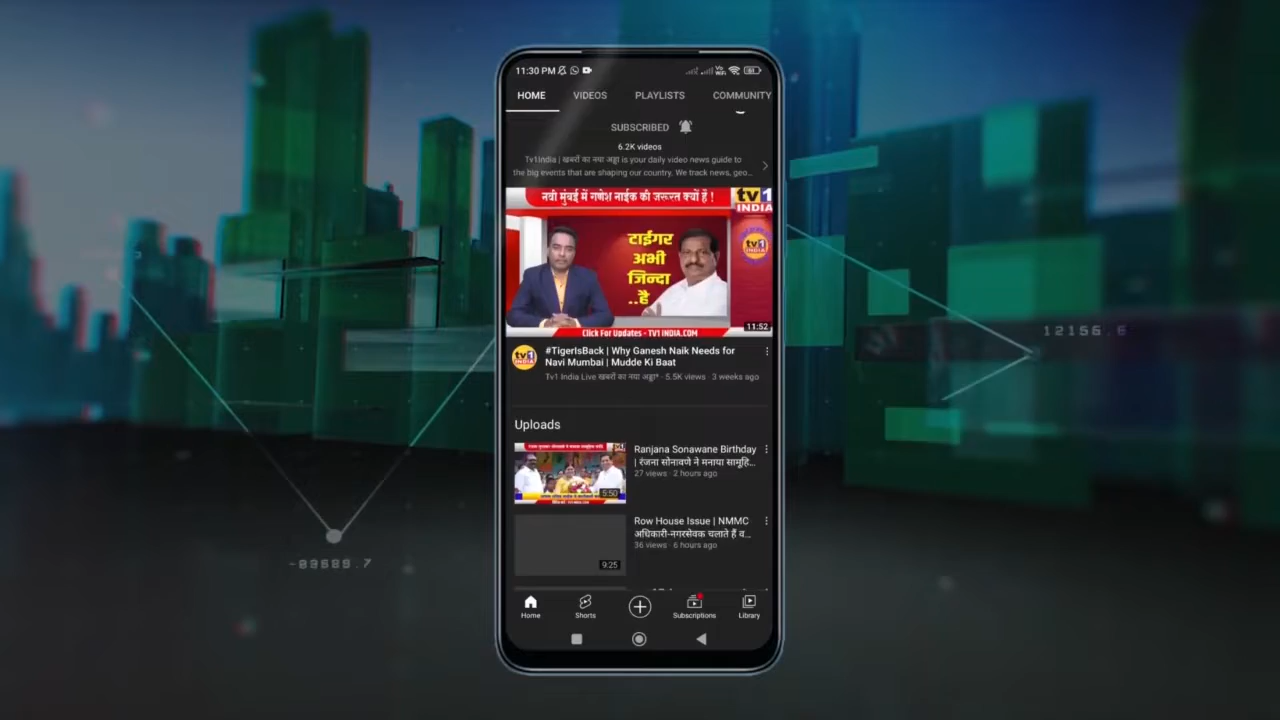 11:30 PM
HOME VIDEOS PLAYLISTS COMMUNITY
SUBSCRIBED
6.2K videos
Tv1india | खबरों का नया अड्डा is your daily video news guide to
the big events that are shaping our country. We track news, geo...
नवी मुंबई में गणेश नाईक की जरूरत क्यों है !
tv1
INDIA
टाईगर
अभी
जिन्दा
..है
tv1
INDIA
11:52
Click For Updates - TV1 INDIA.COM
tv1
INDIA
#TigerIsBack | Why Ganesh Naik Needs for
Navi Mumbai | Mudde Ki Baat
Tv1 India Live खबरों का नया अड्डा* · 5.5K views · 3 weeks ago
Uploads
Ranjana Sonawane Birthday
| रंजना सोनावणे ने मनाया सामूहि...
27 views · 2 hours ago
5:50
Row House Issue | NMMC
अधिकारी-नगरसेवक चलाते हैं व...
36 views · 6 hours ago
9:25
Home Shorts Subscriptions Library
12156.6
-03689.7